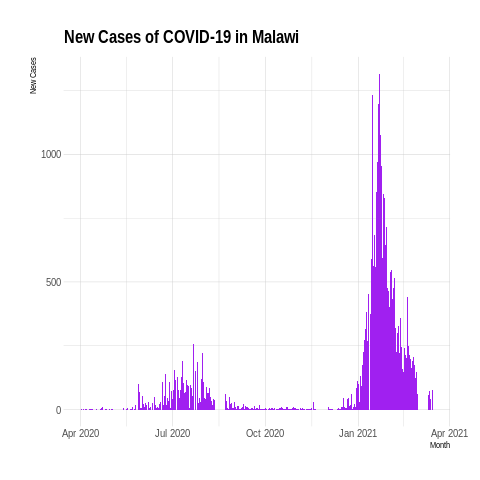 New Cases of COVID-19 in Malawi
New Cases
1000
500
0
Apr 2020 Jul 2020 Oct 2020 Jan 2021 Apr 2021
Month